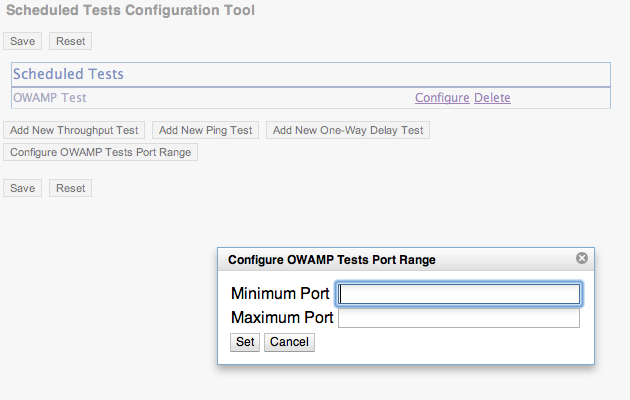 Scheduled Tests Configuration Tool
Save Reset
Scheduled Tests
OWAMP Test Configure Delete
Add New Throughput Test Add New Ping Test Add New One-Way Delay Test
Configure OWAMP Tests Port Range
Save Reset
Configure OWAMP Tests Port Range
Minimum Port
Maximum Port
Set Cancel